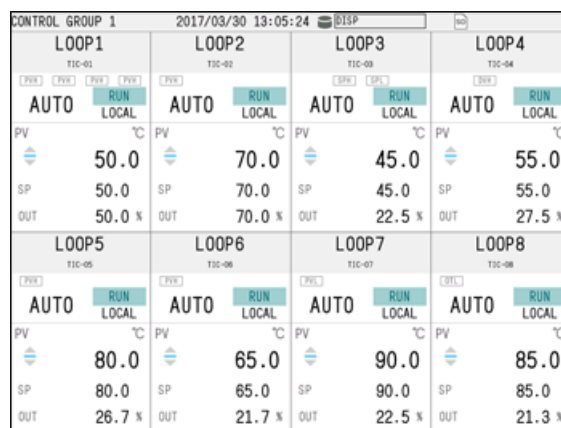 CONTROL GROUP 1 2017/03/30 13:05:24 DISP
LOOP1 LOOP2 LOOP3 LOOP4
TIC-01 TIC-02 TIC-03 TIC-04
PVH PVH PVH PVH PVH SPH SPL DVH
AUTO RUN AUTO RUN AUTO RUN AUTO RUN
LOCAL LOCAL LOCAL LOCAL
PV ℃ PV ℃ PV ℃ PV ℃
50.0 70.0 45.0 55.0
SP 50.0 SP 70.0 SP 45.0 SP 55.0
OUT 50.0 % OUT 70.0 % OUT 22.5 % OUT 27.5 %
LOOP5 LOOP6 LOOP7 LOOP8
TIC-05 TIC-06 TIC-07 TIC-08
PVH PVH PVL OTL
AUTO RUN AUTO RUN AUTO RUN AUTO RUN
LOCAL LOCAL LOCAL LOCAL
PV ℃ PV ℃ PV ℃ PV ℃
80.0 65.0 90.0 85.0
SP 80.0 SP 65.0 SP 90.0 SP 85.0
OUT 26.7 % OUT 21.7 % OUT 22.5 % OUT 21.3 %